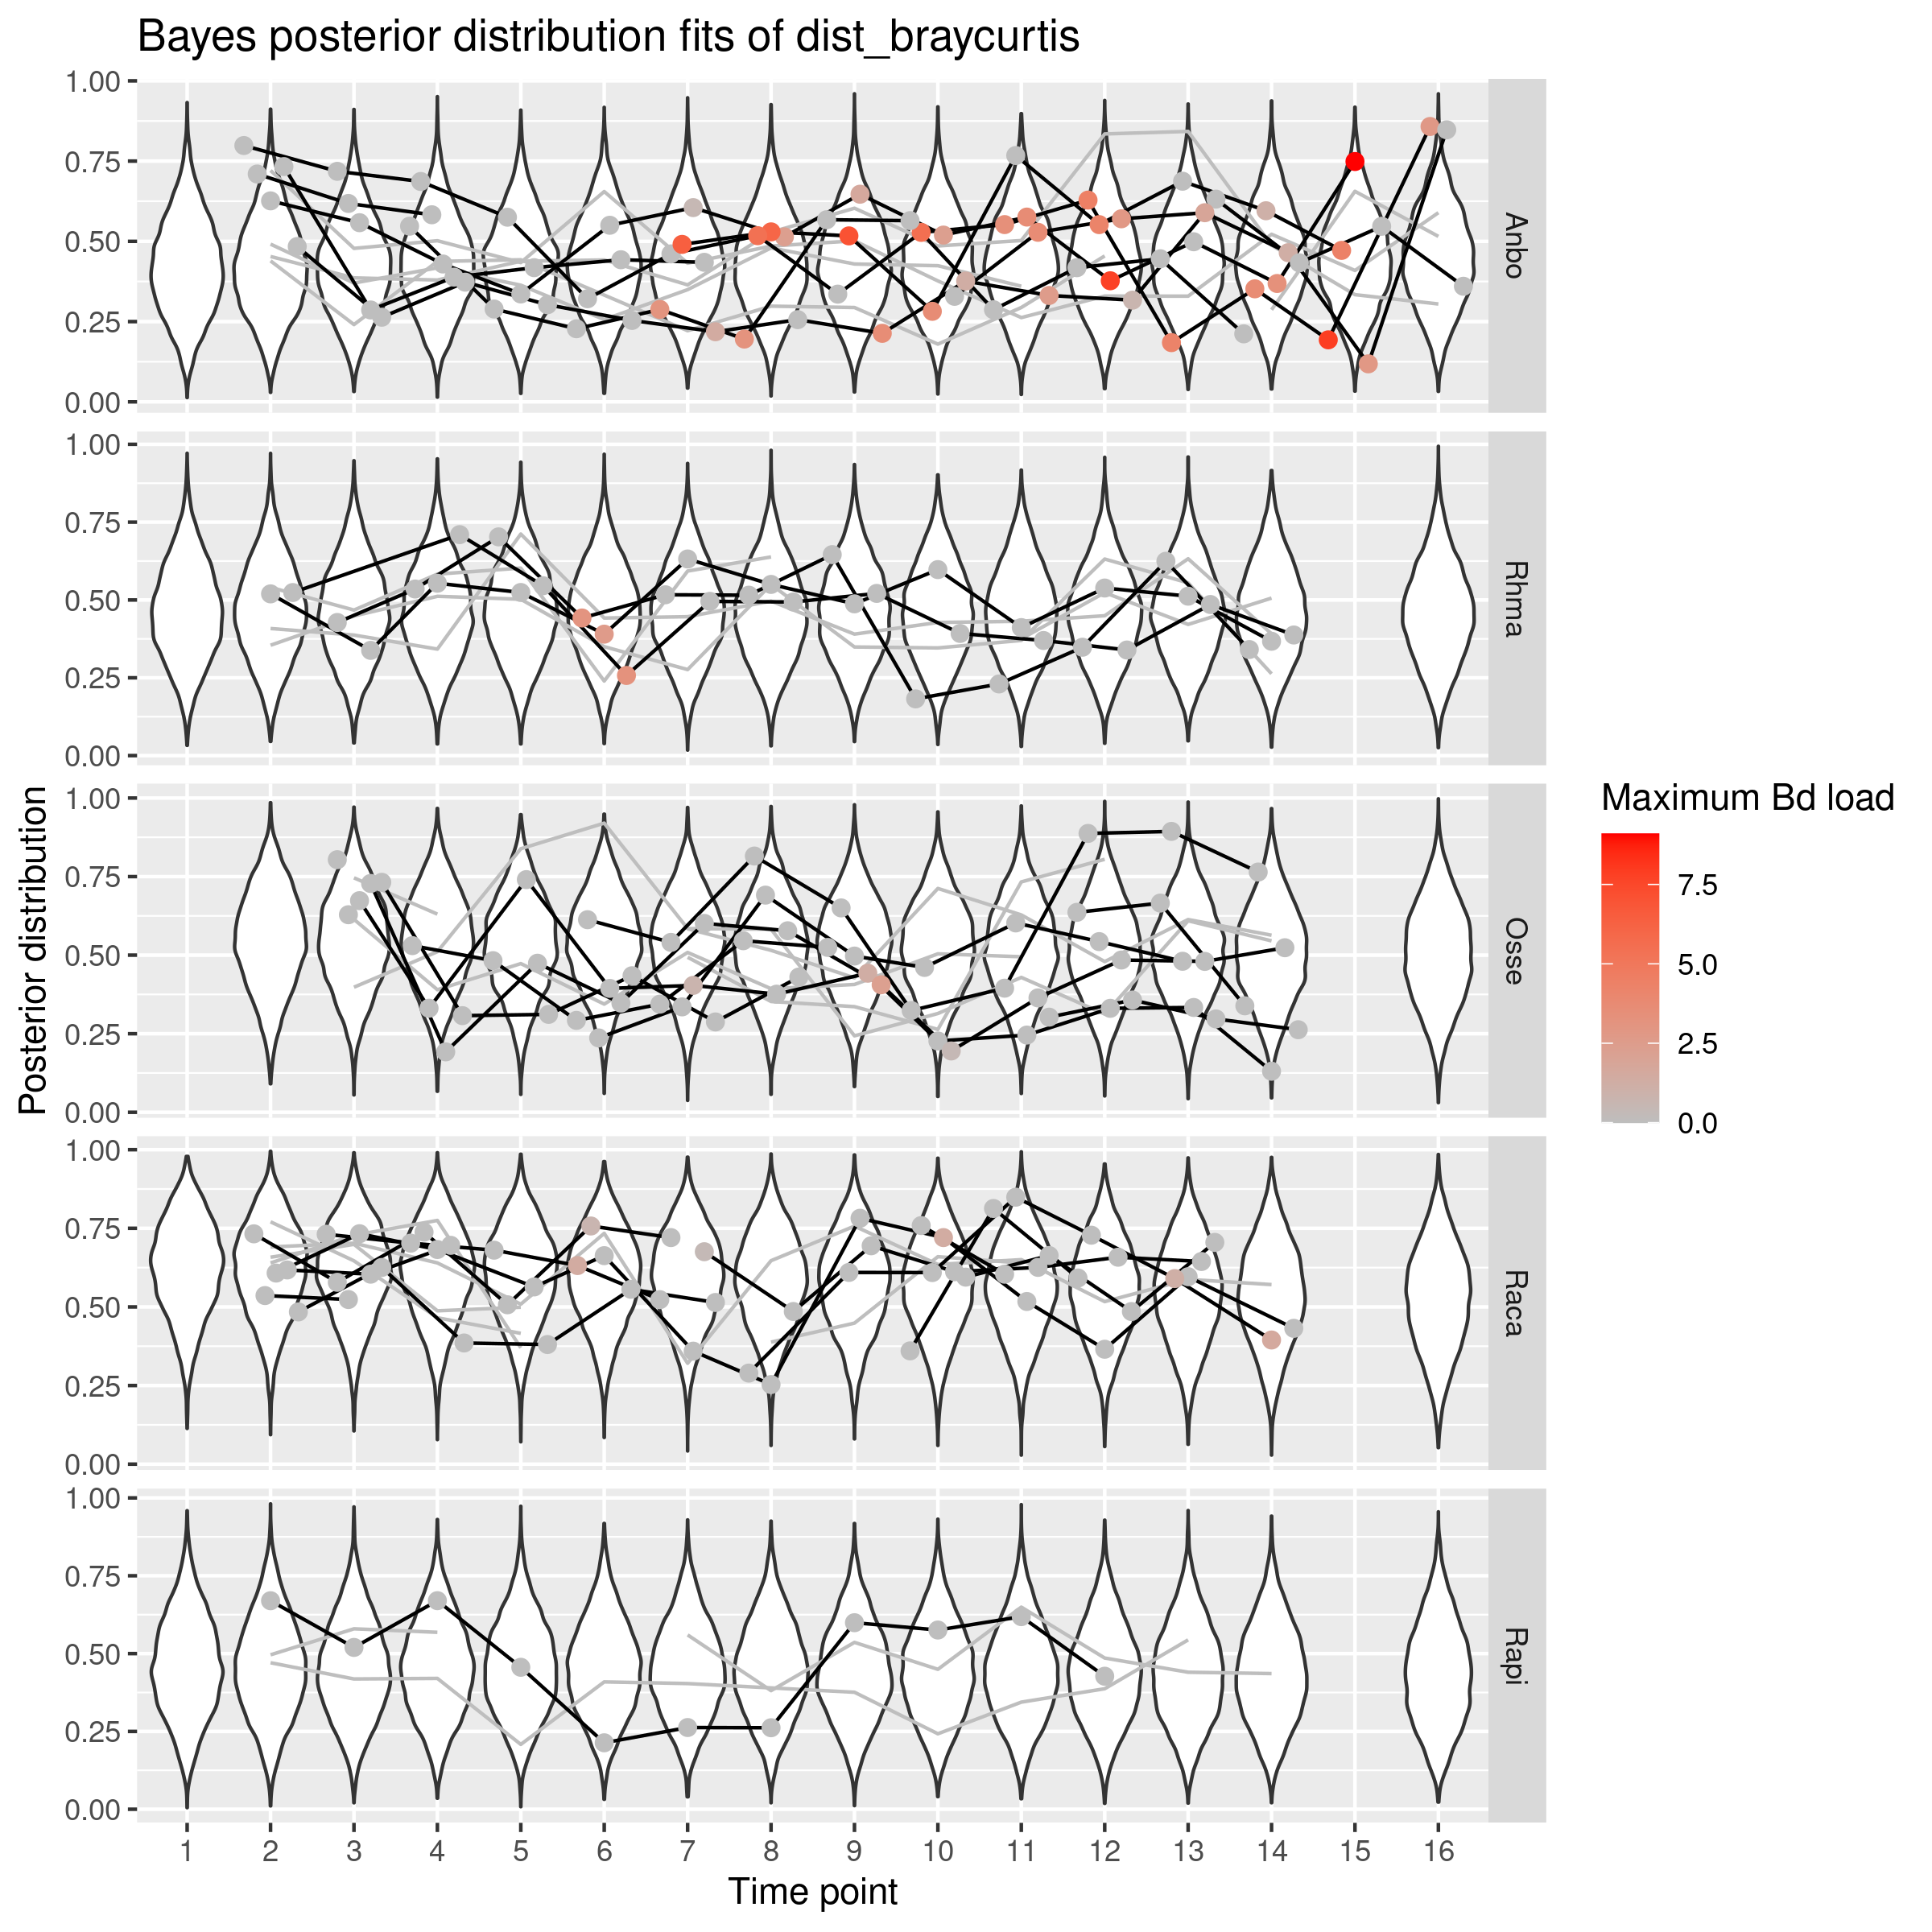 Bayes posterior distribution fits of dist_braycurtis
1.00
0.75
0.50
0.25
0.00
Anbo
1.00
0.75
0.50
0.25
0.00
Rhma
1.00
0.75
0.50
0.25
0.00
Osse
1.00
0.75
0.50
0.25
0.00
Raca
1.00
0.75
0.50
0.25
0.00
Rapi
Posterior distribution
1 2 3 4 5 6 7 8 9 10 11 12 13 14 15 16
Time point
Maximum Bd load
7.5
5.0
2.5
0.0